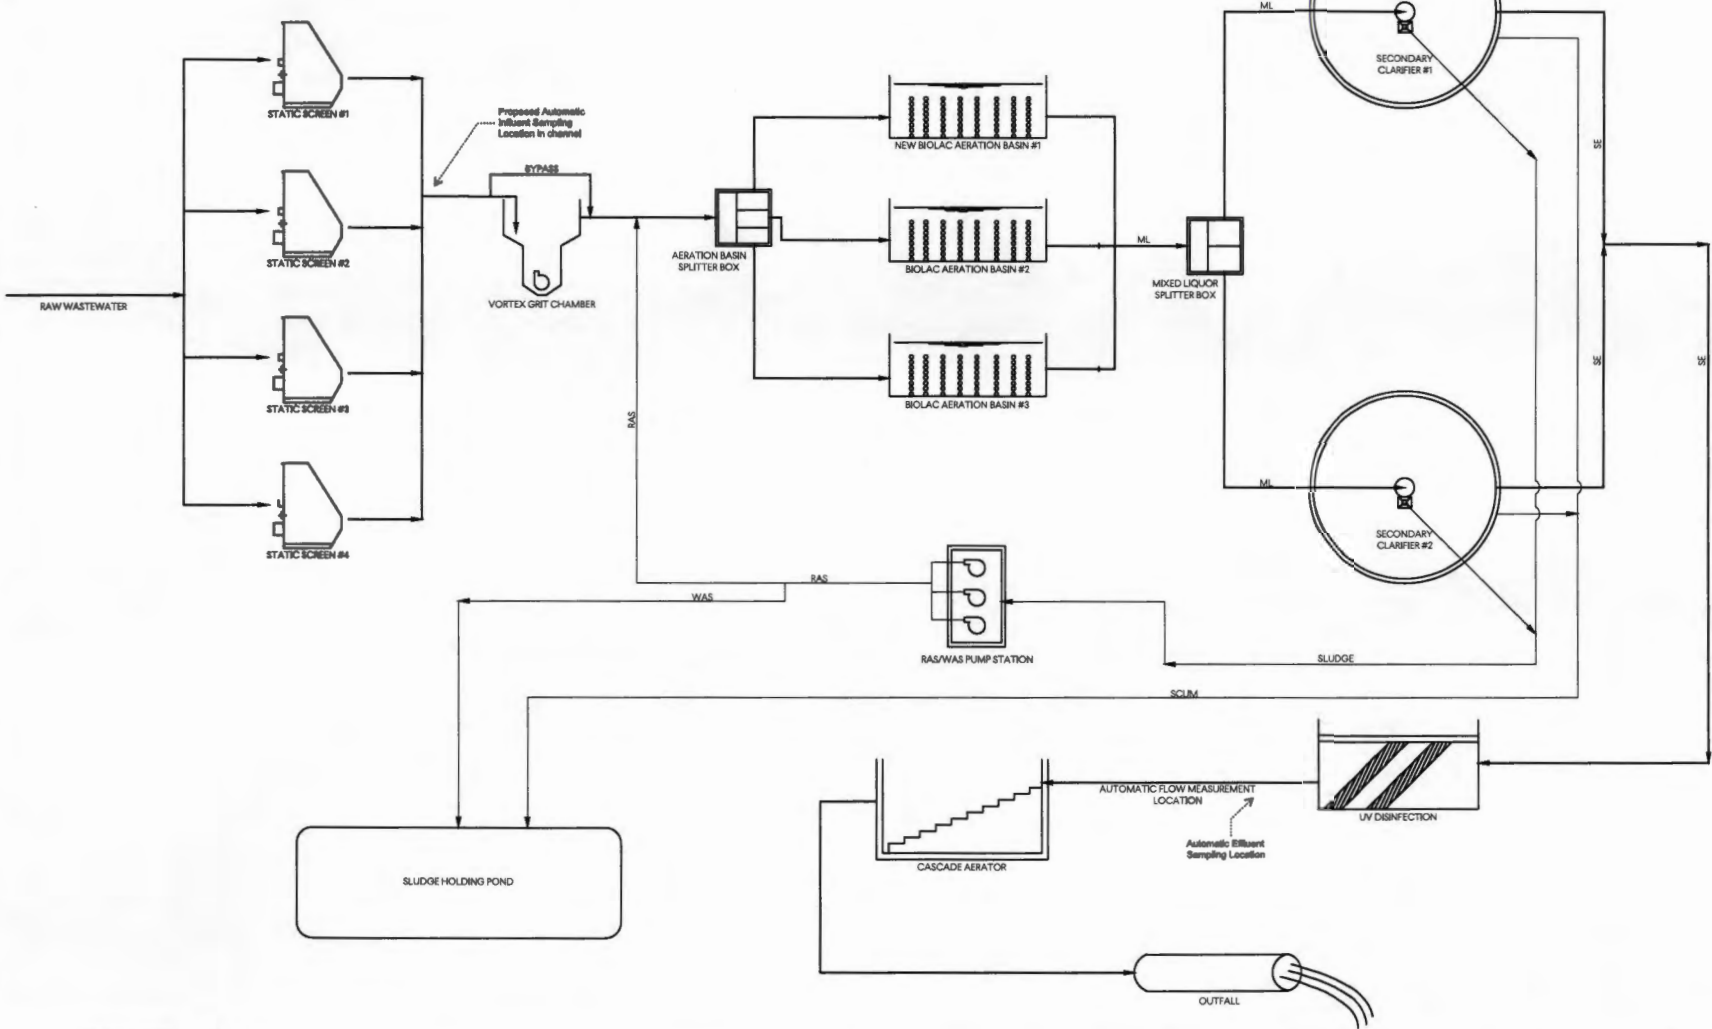 ML
SECONDARY
CLARIFIER #1
STATIC SCREEN #1
Proposed Automatic
Influent Sampling
Location in channel
NEW BIOLAC AERATION BASIN #1
SE
BYPASS
STATIC SCREEN #2
AERATION BASIN
SPLITTER BOX
BIOLAC AERATION BASIN #2
ML
MIXED LIQUOR
SPLITTER BOX
RAW WASTEWATER
VORTEX GRIT CHAMBER
SE
SE
STATIC SCREEN #3
BIOLAC AERATION BASIN #3
RAS
ML
SECONDARY
CLARIFIER #2
STATIC SCREEN #4
RAS
WAS
RAS/WAS PUMP STATION
SLUDGE
SCUM
AUTOMATIC FLOW MEASUREMENT
LOCATION
UV DISINFECTION
Automatic Effluent
Sampling Location
CASCADE AERATOR
SLUDGE HOLDING POND
OUTFALL